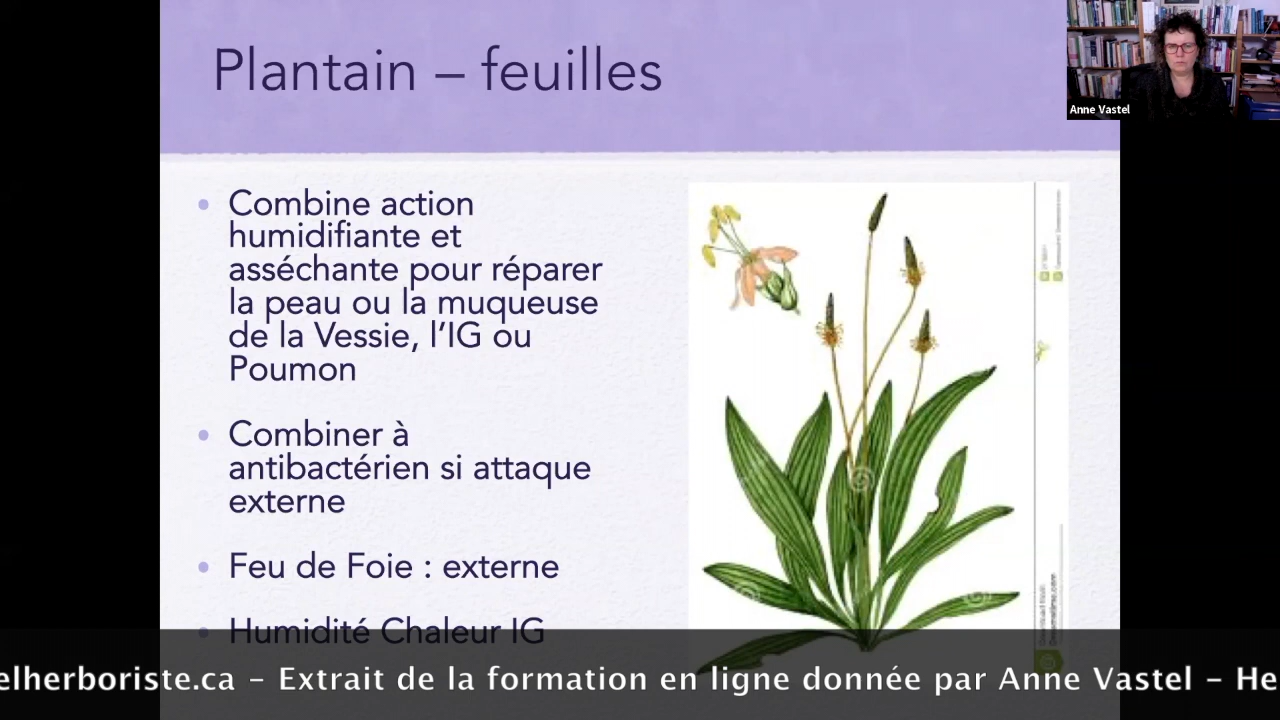 Plantain – feuilles
Anne Vastel
• Combine action
humidifiante et
asséchante pour réparer
la peau ou la muqueuse
de la Vessie, l’IG ou
Poumon
• Combiner à
antibactérien si attaque
externe
• Feu de Foie : externe
• Humidité Chaleur IG
elherboriste.ca – Extrait de la formation en ligne donnée par Anne Vastel – He